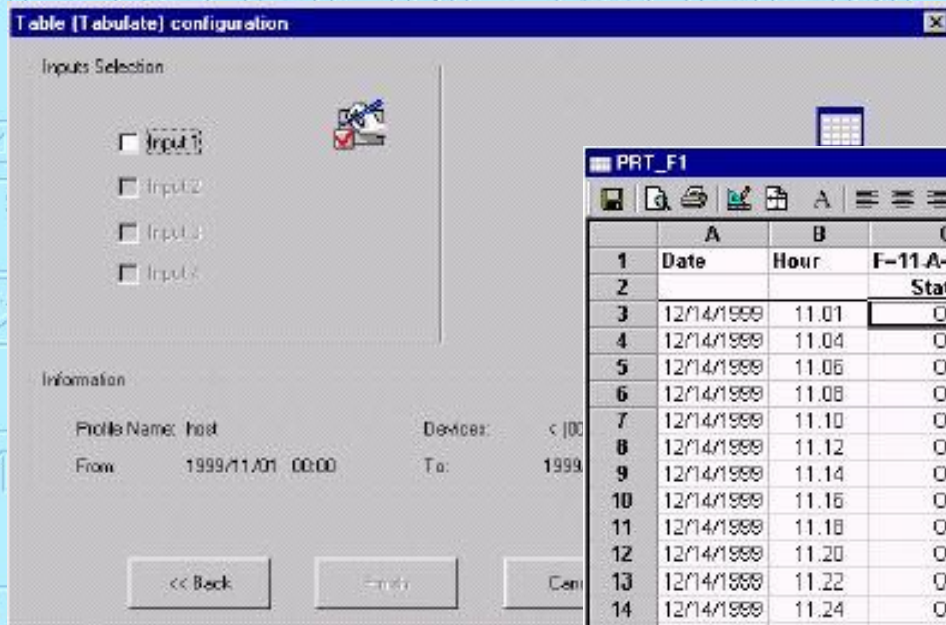 Table (Tabulate) configuration
Inputs Selection
Input 1
Input 2
Input 3
Input 4
Information
Profile Name: host
Devices: < (00
From: 1999/11/01 00:00
To: 1999
<< Back
Finish
Can
PRT_F1
A B
1 Date Hour F-11-A-
2 Stat
3 12/14/1999 11.01
4 12/14/1999 11.04
5 12/14/1999 11.06
6 12/14/1999 11.08
7 12/14/1999 11.10
8 12/14/1999 11.12
9 12/14/1999 11.14
10 12/14/1999 11.16
11 12/14/1999 11.18
12 12/14/1999 11.20
13 12/14/1999 11.22
14 12/14/1999 11.24